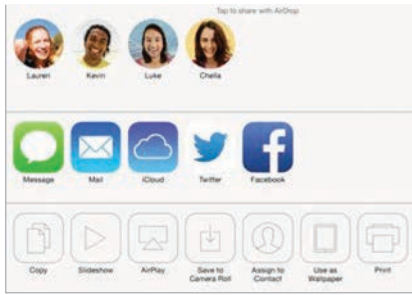 Tap to share with AirDrop
Lauren Kevin Luke Chella
Message Mail iCloud Twitter Facebook
Copy Slideshow AirPlay Save to Camera Roll Assign to Contact Use as Wallpaper Print